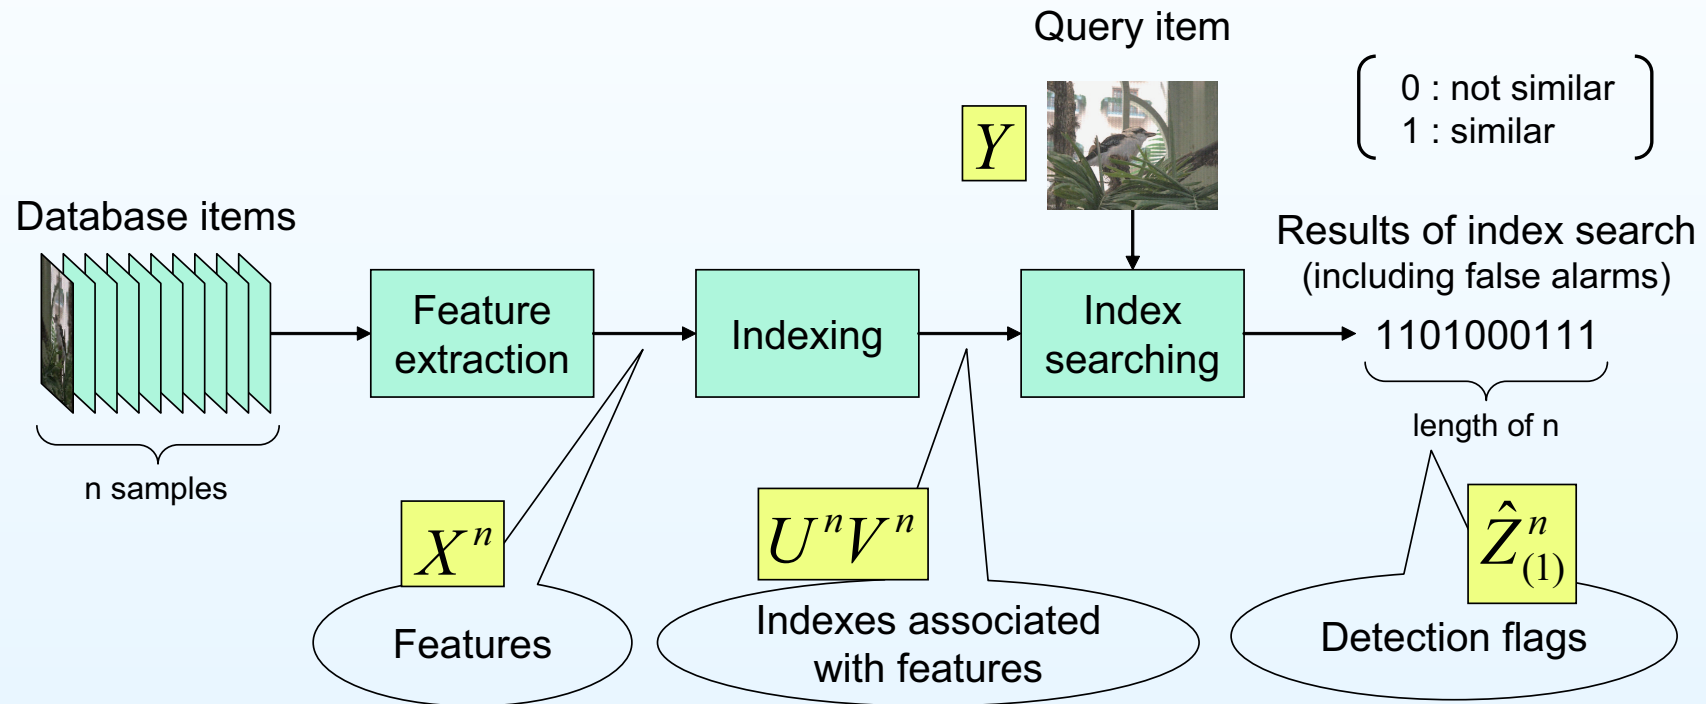 Query item
0 : not similar
1 : similar
Y
Database items
Results of index search
(including false alarms)
Feature
extraction
Indexing
Index
searching
1101000111
length of n
n samples
X^n
U^n V^n
\hat{Z}^n_{(1)}
Features
Indexes associated
with features
Detection flags